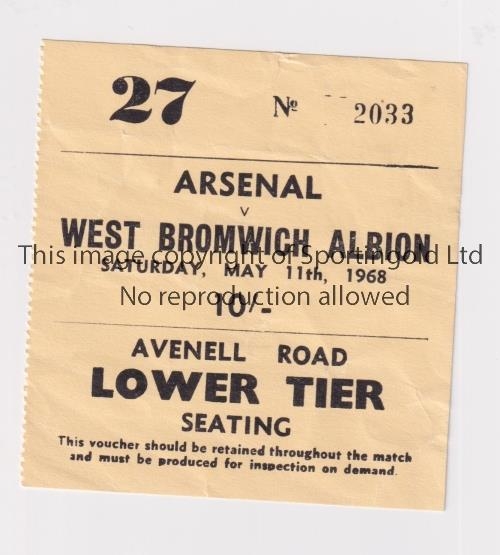 27 Nº 2033
ARSENAL
v
WEST BROMWICH ALBION
This image copyright of Sportingold Ltd
SATURDAY, MAY 11th, 1968
No reproduction allowed
10/-
AVENELL ROAD
LOWER TIER
SEATING
This voucher should be retained throughout the match
and must be produced for inspection on demand.